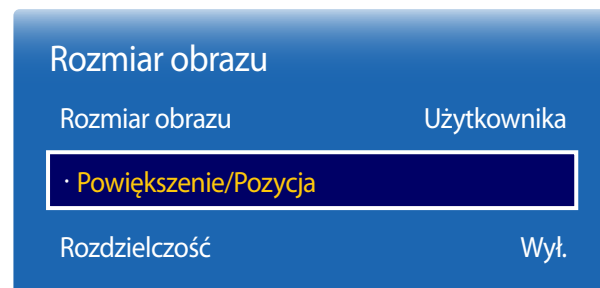 Rozmiar obrazu
Rozmiar obrazu Użytkownika
· Powiększenie/Pozycja
Rozdzielczość Wył.